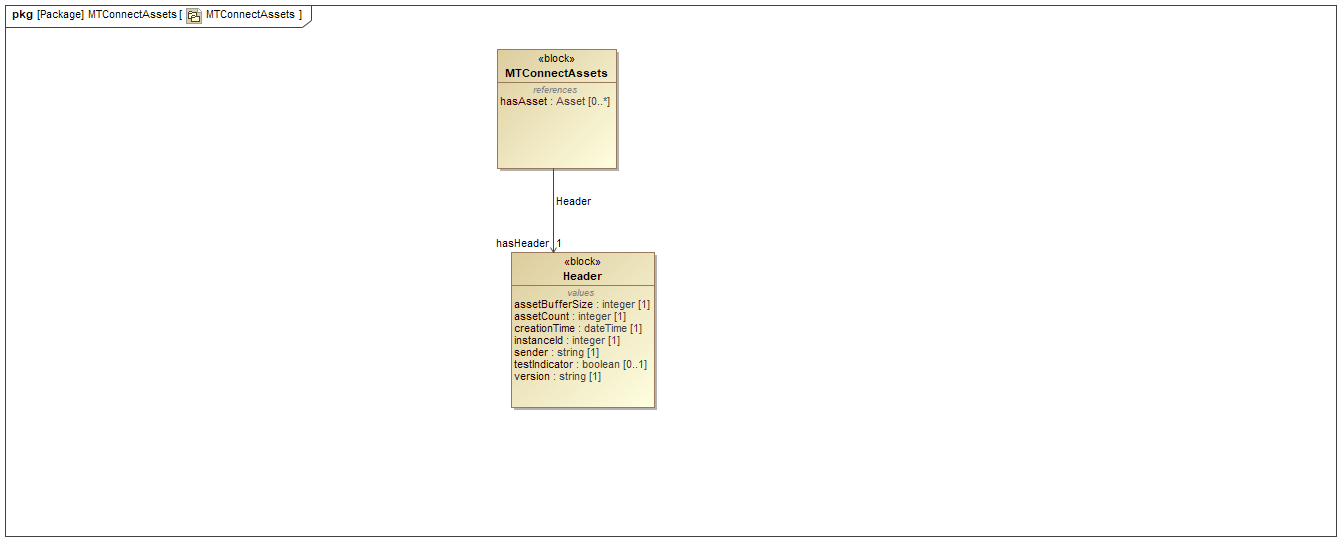 pkg [Package] MTConnectAssets [ MTConnectAssets ]
«block»
MTConnectAssets
references
hasAsset : Asset [0..*]
Header
hasHeader 1
«block»
Header
values
assetBufferSize : integer [1]
assetCount : integer [1]
creationTime : dateTime [1]
instanceId : integer [1]
sender : string [1]
testIndicator : boolean [0..1]
version : string [1]